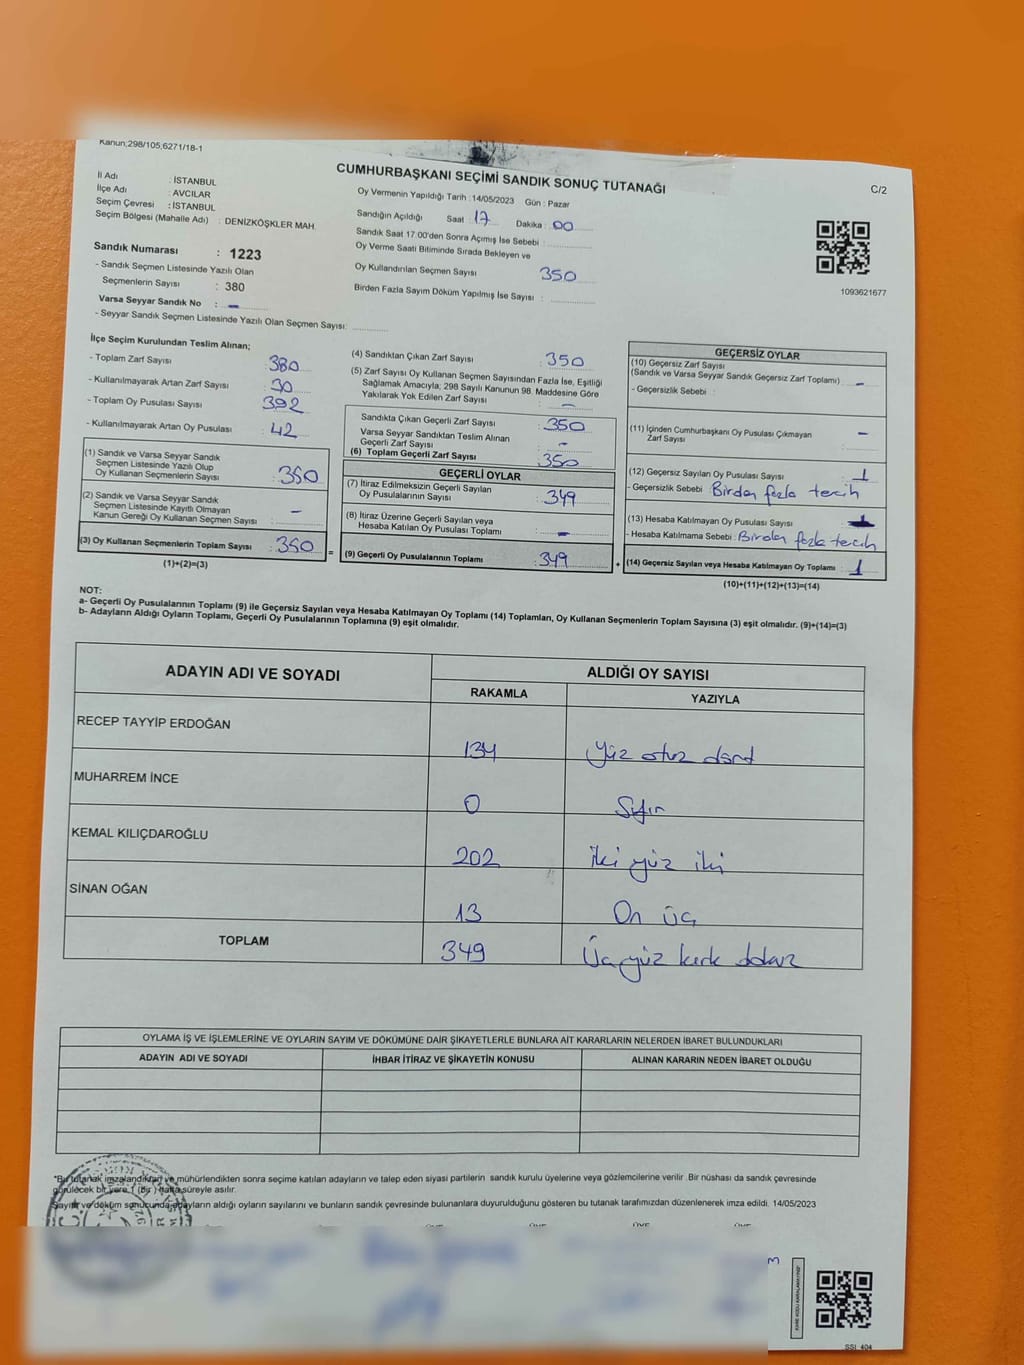 Kanun;298/105,6271/18-1
CUMHURBAŞKANI SEÇİMİ SANDIK SONUÇ TUTANAĞI
C/2
İl Adı : İSTANBUL
İlçe Adı : AVCILAR
Seçim Çevresi : İSTANBUL
Seçim Bölgesi (Mahalle Adı) : DENİZKÖŞKLER MAH.
Sandık Numarası : 1223
- Sandık Seçmen Listesinde Yazılı Olan
Seçmenlerin Sayısı : 380
Varsa Seyyar Sandık No : -
- Seyyar Sandık Seçmen Listesinde Yazılı Olan Seçmen Sayısı:
Oy Vermenin Yapıldığı Tarih : 14/05/2023 Gün : Pazar
Sandığın Açıldığı Saat : 17 Dakika : 00
Sandık Saat 17:00'den Sonra Açımış İse Sebebi :
Oy Verme Saati Bitiminde Sırada Bekleyen ve
Oy Kullandırılan Seçmen Sayısı 350
Birden Fazla Sayım Döküm Yapılmış İse Sayısı :
1093621677
İlçe Seçim Kurulundan Teslim Alınan;
- Toplam Zarf Sayısı 380
- Kullanılmayarak Artan Zarf Sayısı : 30
- Toplam Oy Pusulası Sayısı 392
- Kullanılmayarak Artan Oy Pusulası : 42
(1) Sandık ve Varsa Seyyar Sandık
Seçmen Listesinde Yazılı Olup
Oy Kullanan Seçmenlerin Sayısı : 350
(2) Sandık ve Varsa Seyyar Sandık
Seçmen Listesinde Kayıtlı Olmayan
Kanun Gereği Oy Kullanan Seçmen Sayısı : -
(3) Oy Kullanan Seçmenlerin Toplam Sayısı : 350 =
(1)+(2)=(3)
(4) Sandıktan Çıkan Zarf Sayısı : 350
(5) Zarf Sayısı Oy Kullanan Seçmen Sayısından Fazla İse, Eşitliği
Sağlamak Amacıyla; 298 Sayılı Kanunun 98. Maddesine Göre
Yakılarak Yok Edilen Zarf Sayısı : -
Sandıkta Çıkan Geçerli Zarf Sayısı : 350
Varsa Seyyar Sandıktan Teslim Alınan
Geçerli Zarf Sayısı : -
(6) Toplam Geçerli Zarf Sayısı : 350
GEÇERLİ OYLAR
(7) İtiraz Edilmeksizin Geçerli Sayılan
Oy Pusulalarının Sayısı : 349
(8) İtiraz Üzerine Geçerli Sayılan veya
Hesaba Katılan Oy Pusulası Toplamı : -
(9) Geçerli Oy Pusulalarının Toplamı : 349 +
GEÇERSİZ OYLAR
(10) Geçersiz Zarf Sayısı
(Sandık ve Varsa Seyyar Sandık Geçersiz Zarf Toplamı) : -
- Geçersizlik Sebebi :
(11) İçinden Cumhurbaşkanı Oy Pusulası Çıkmayan
Zarf Sayısı : -
(12) Geçersiz Sayılan Oy Pusulası Sayısı : 1
- Geçersizlik Sebebi : Birden fazla tercih
(13) Hesaba Katılmayan Oy Pusulası Sayısı :
- Hesaba Katılmama Sebebi : Birden fazla tercih
(14) Geçersiz Sayılan veya Hesaba Katılmayan Oy Toplamı : 1
(10)+(11)+(12)+(13)=(14)
NOT:
a- Geçerli Oy Pusulalarının Toplamı (9) ile Geçersiz Sayılan veya Hesaba Katılmayan Oy Toplamı (14) Toplamları, Oy Kullanan Seçmenlerin Toplam Sayısına (3) eşit olmalıdır. (9)+(14)=(3)
b- Adayların Aldığı Oyların Toplamı, Geçerli Oy Pusulalarının Toplamına (9) eşit olmalıdır.
ADAYIN ADI VE SOYADI ALDIĞI OY SAYISI
RAKAMLA YAZIYLA
RECEP TAYYİP ERDOĞAN 134 Yüz otuz dört
MUHARREM İNCE 0 Sıfır
KEMAL KILIÇDAROĞLU 202 İki yüz iki
SİNAN OĞAN 13 On üç
TOPLAM 349 Üç yüz kırk dokuz
OYLAMA İŞ VE İŞLEMLERİNE VE OYLARIN SAYIM VE DÖKÜMÜNE DAİR ŞİKAYETLERLE BUNLARA AİT KARARLARIN NELERDEN İBARET BULUNDUKLARI
ADAYIN ADI VE SOYADI İHBAR İTİRAZ VE ŞİKAYETİN KONUSU ALINAN KARARIN NEDEN İBARET OLDUĞU
*Bu tutanak imzalandıktan ve mühürlendikten sonra seçime katılan adayların ve talep eden siyasi partilerin sandık kurulu üyelerine veya gözlemcilerine verilir. Bir nüshası da sandık çevresinde
görülecek bir yere 1 (Bir) hafta süreyle asılır.
Sayım ve döküm sonucunda adayların aldığı oyların sayılarını ve bunların sandık çevresinde bulunanlara duyurulduğunu gösteren bu tutanak tarafımızdan düzenlenerek imza edildi. 14/05/2023
ÜYE ÜYE ÜYE ÜYE
SSI_404